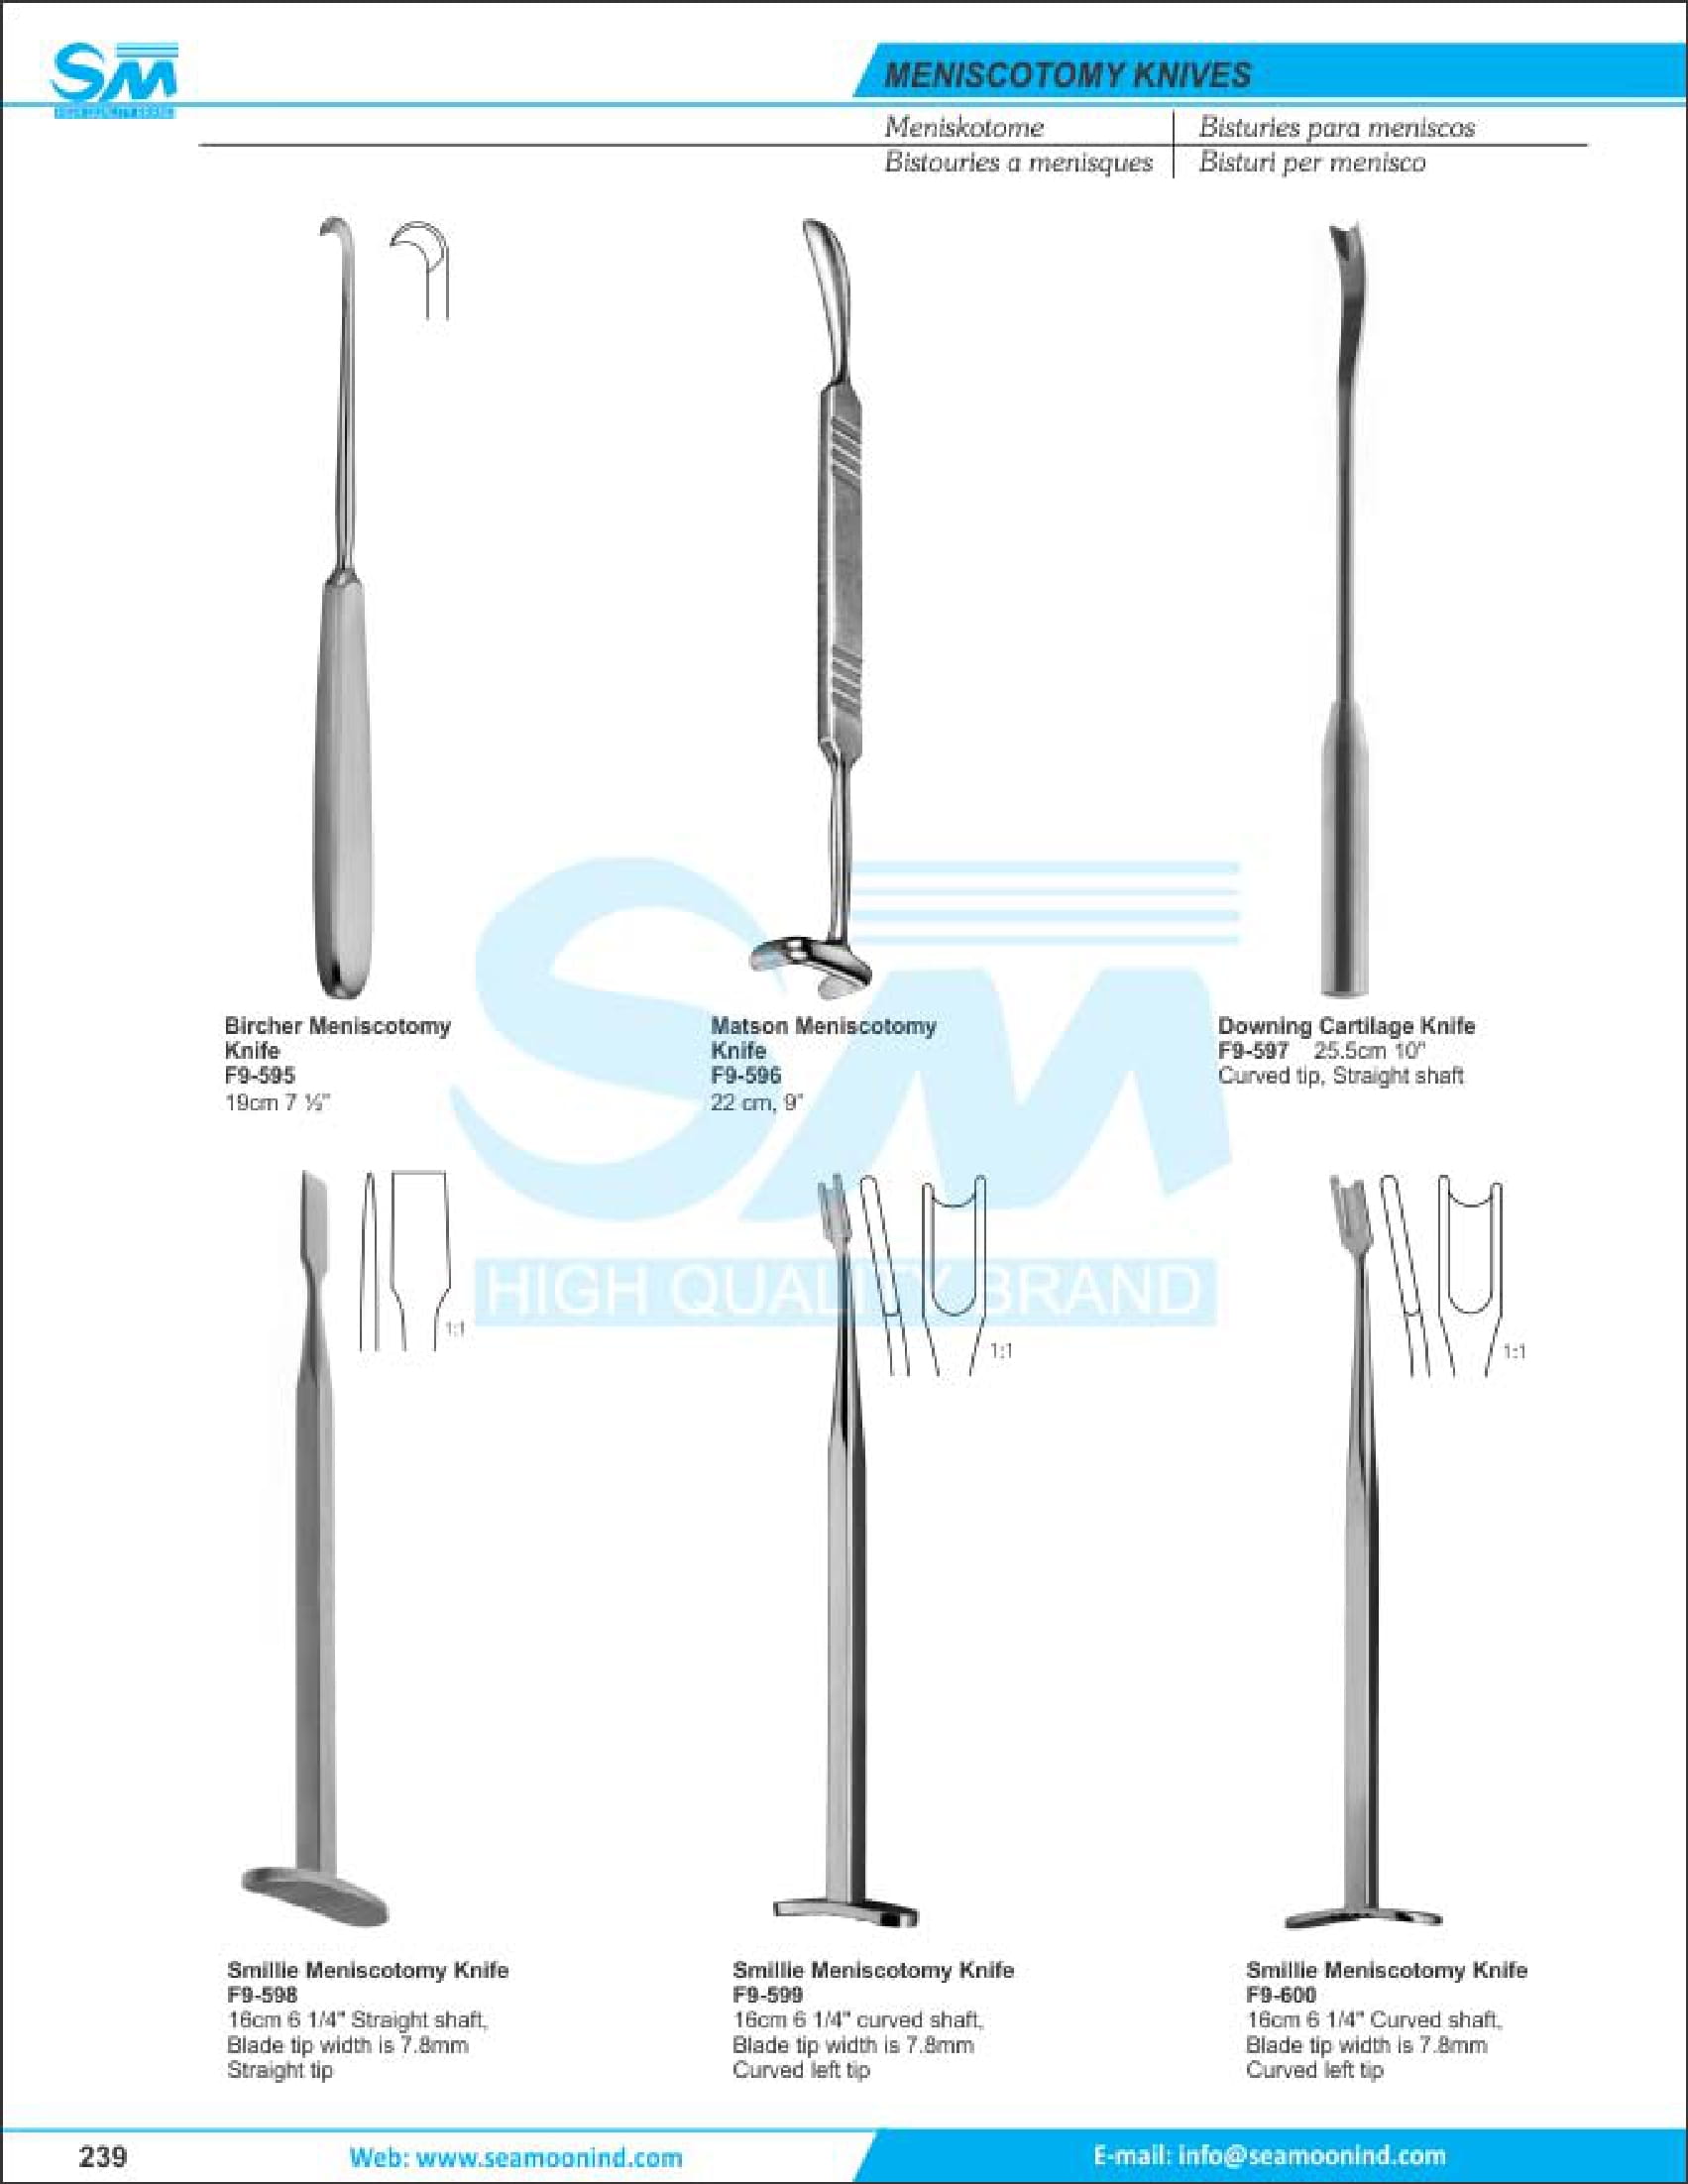 SM
MENISCOTOMY KNIVES
Meniskotome
Bisturies para meniscos
Bistouries a menisques
Bisturi per menisco
Bircher Meniscotomy
Knife
F9-595
19cm 7 ½"
Matson Meniscotomy
Knife
F9-596
22 cm, 9"
Downing Cartilage Knife
F9-597 25.5cm 10"
Curved tip, Straight shaft
SM
HIGH QUALITY BRAND
1:1
1:1
1:1
Smillie Meniscotomy Knife
F9-598
16cm 6 1/4" Straight shaft,
Blade tip width is 7.8mm
Straight tip
Smillie Meniscotomy Knife
F9-599
16cm 6 1/4" curved shaft,
Blade tip width is 7.8mm
Curved left tip
Smillie Meniscotomy Knife
F9-600
16cm 6 1/4" Curved shaft,
Blade tip width is 7.8mm
Curved left tip
239
Web: www.seamoonind.com
E-mail: info@seamoonind.com